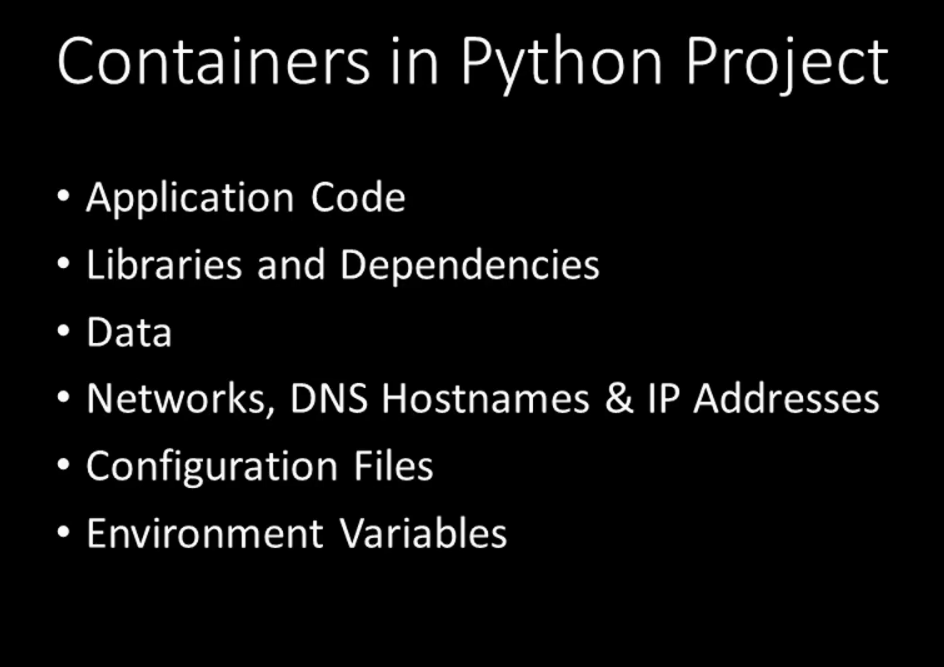 Containers in Python Project
• Application Code
• Libraries and Dependencies
• Data
• Networks, DNS Hostnames & IP Addresses
• Configuration Files
• Environment Variables